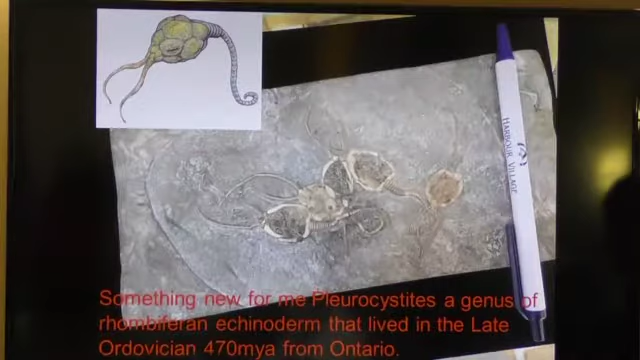 HARBOUR VILLAGE
Something new for me Pleurocystites a genus of
rhombiferan echinoderm that lived in the Late
Ordovician 470mya from Ontario.